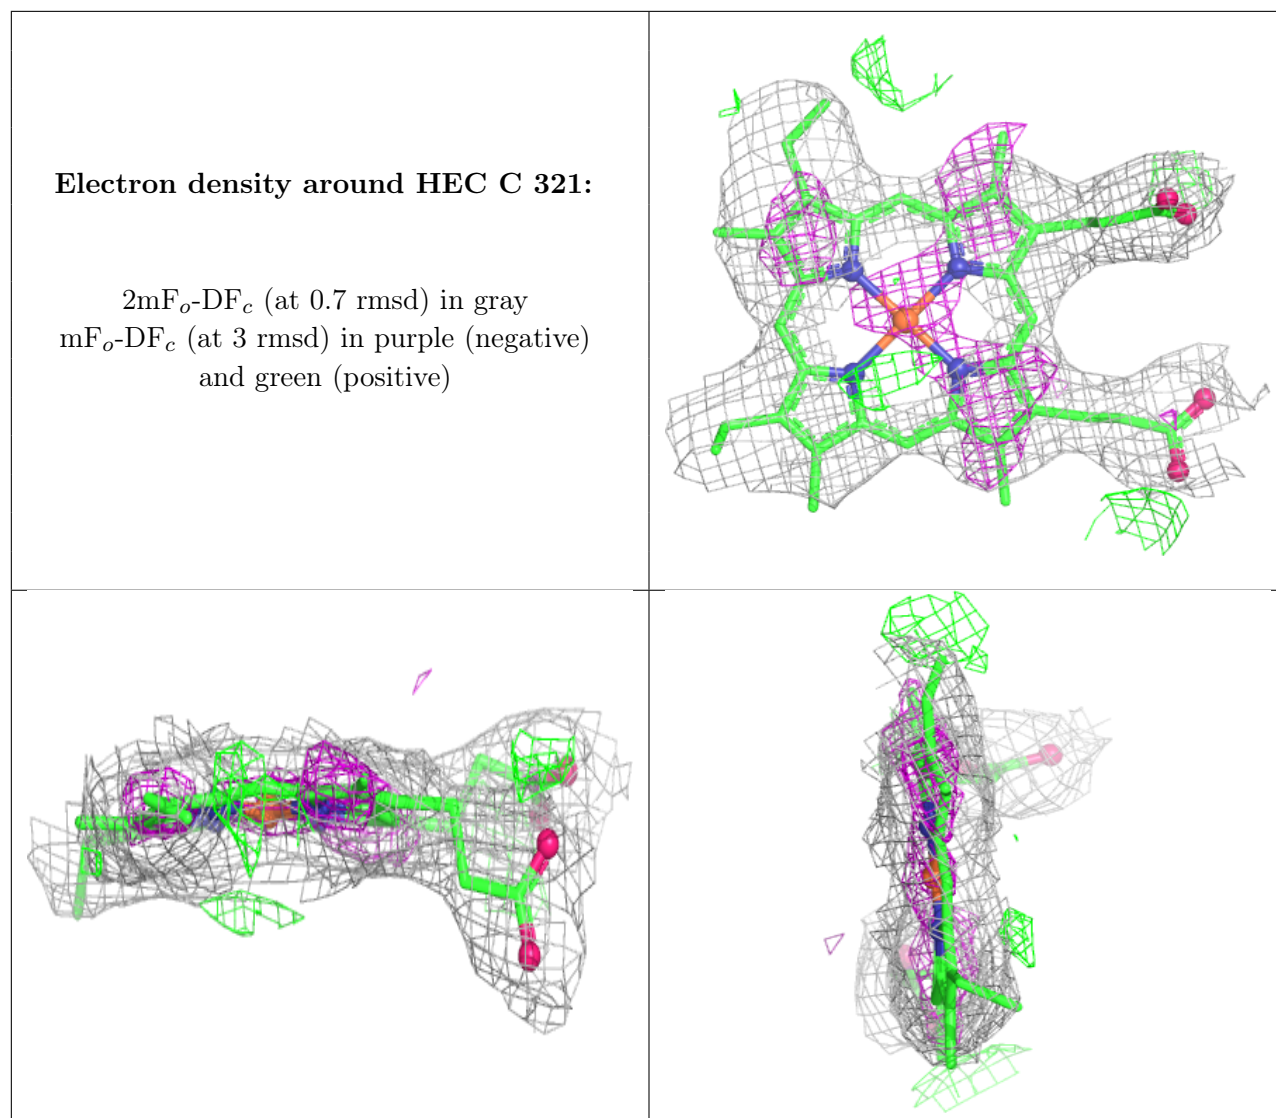 Electron density around HEC C 321:
2mFo-DFc (at 0.7 rmsd) in gray
mFo-DFc (at 3 rmsd) in purple (negative)
and green (positive)